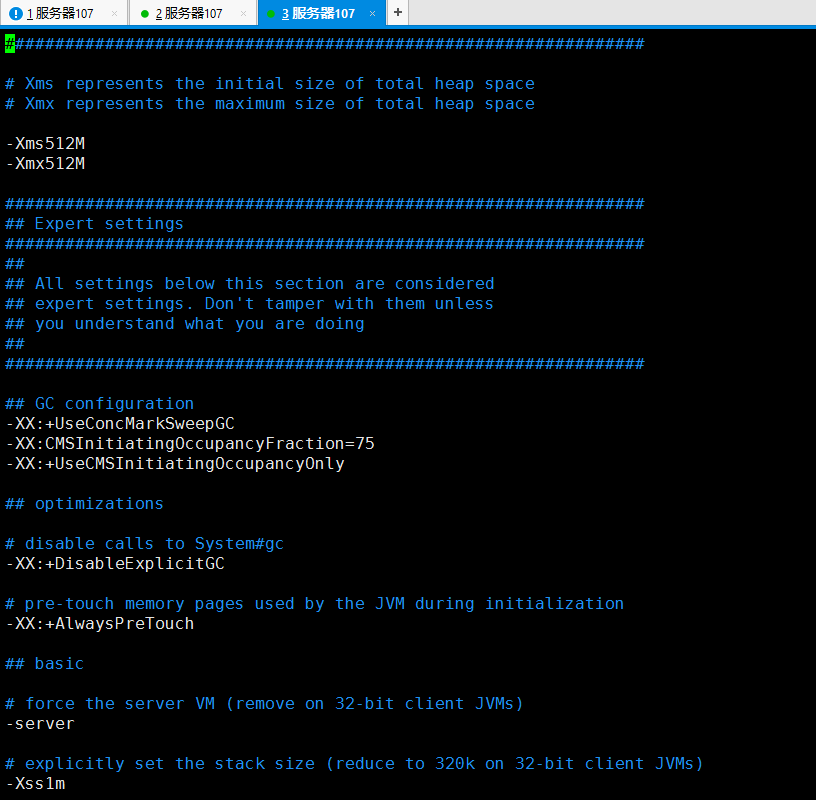 1 服务器107 × 2 服务器107 × 3 服务器107 × +
################################################################
# Xms represents the initial size of total heap space
# Xmx represents the maximum size of total heap space
-Xms512M
-Xmx512M
################################################################
## Expert settings
################################################################
##
## All settings below this section are considered
## expert settings. Don't tamper with them unless
## you understand what you are doing
##
################################################################
## GC configuration
-XX:+UseConcMarkSweepGC
-XX:CMSInitiatingOccupancyFraction=75
-XX:+UseCMSInitiatingOccupancyOnly
## optimizations
# disable calls to System#gc
-XX:+DisableExplicitGC
# pre-touch memory pages used by the JVM during initialization
-XX:+AlwaysPreTouch
## basic
# force the server VM (remove on 32-bit client JVMs)
-server
# explicitly set the stack size (reduce to 320k on 32-bit client JVMs)
-Xss1m